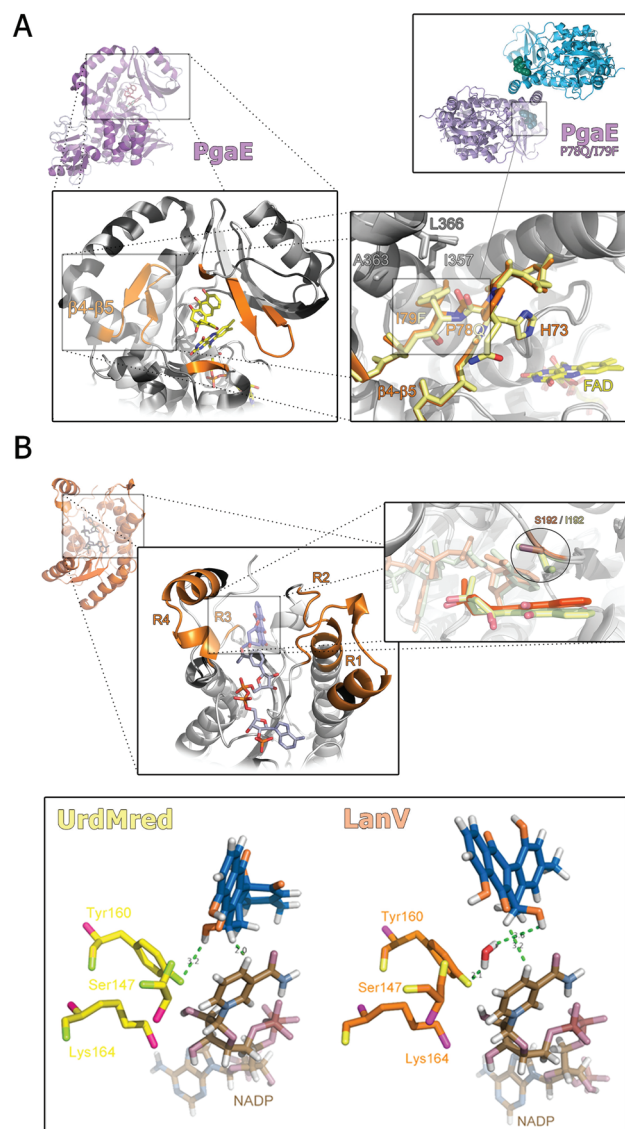 A
PgaE
PgaE
P78Q/I79F
β4-β5
L366
A363
I357
I79F
P78Q
H73
β4-β5
FAD
B
S192 / I192
R2
R4
R3
R1
UrdMred
LanV
Tyr160
Tyr160
Ser147
Ser147
Lys164
Lys164
NADP
NADP